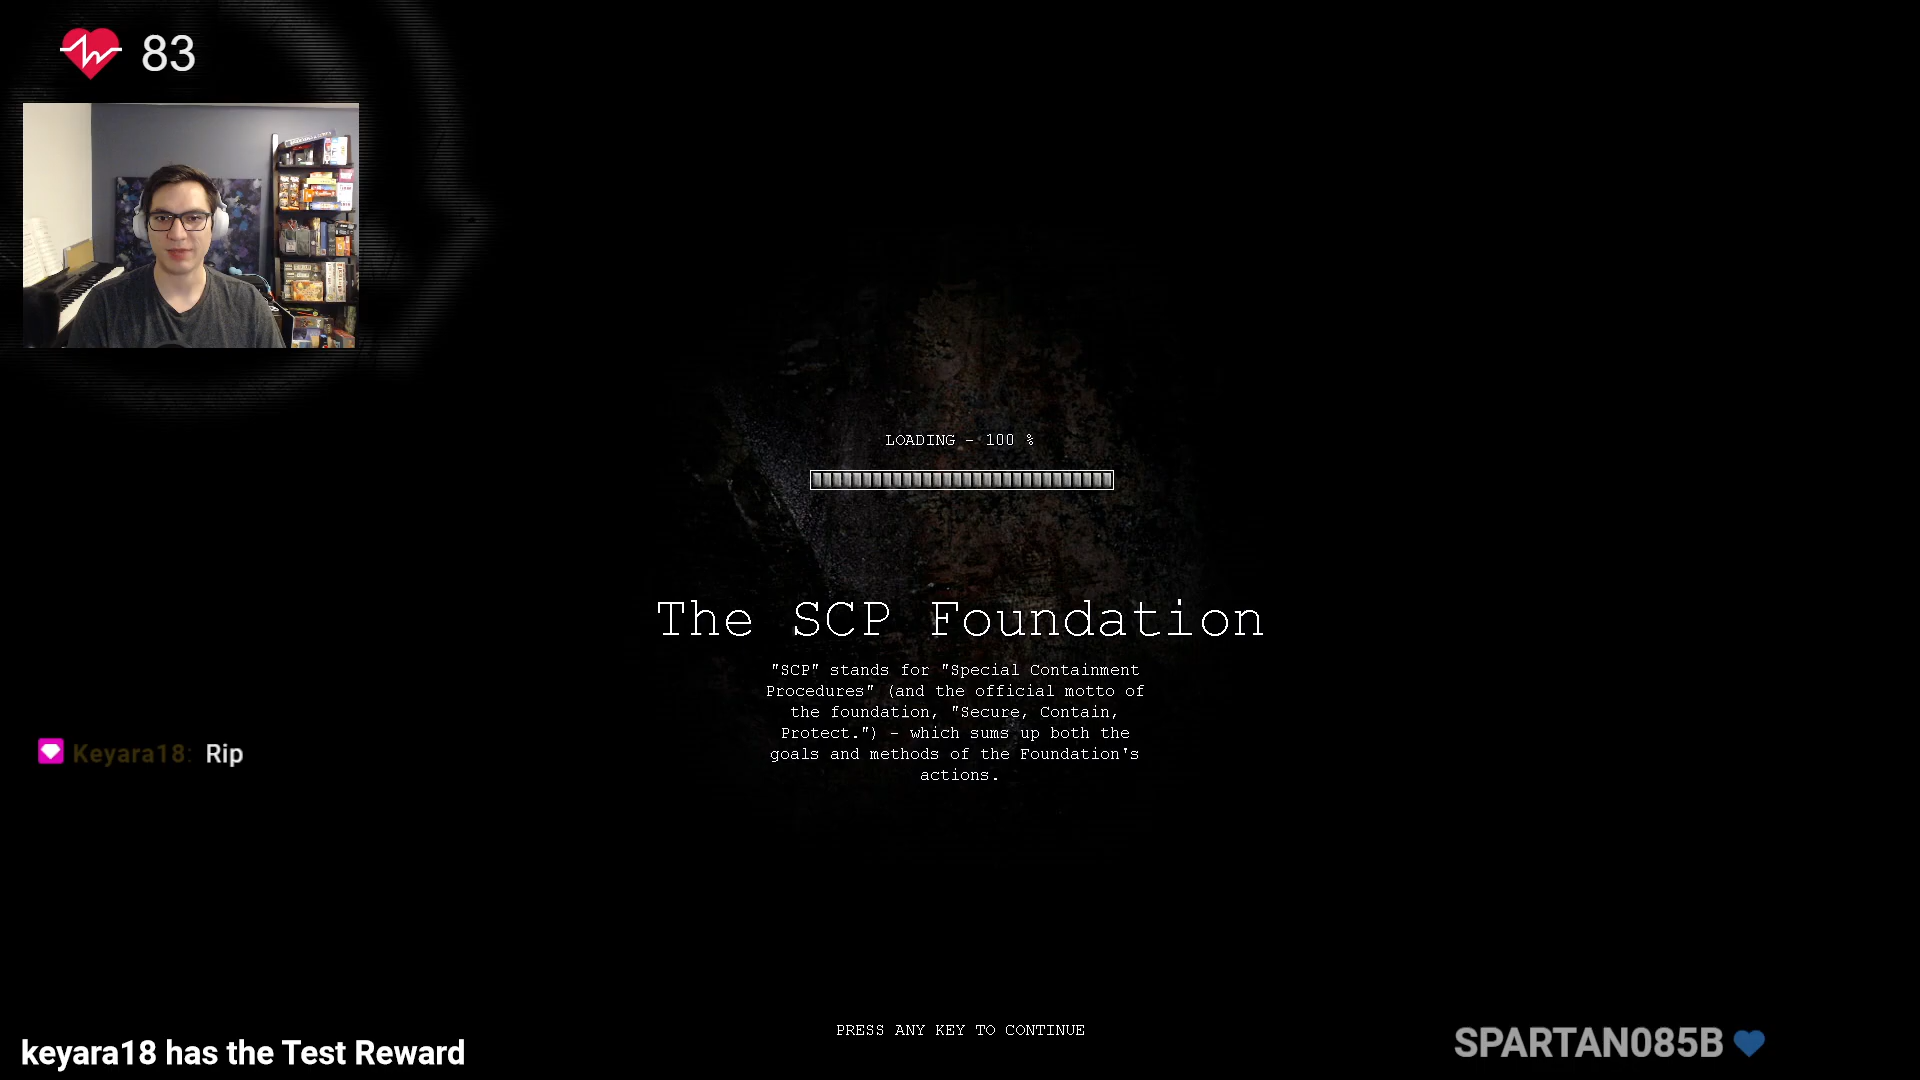 83
LOADING - 100 %
The SCP Foundation
"SCP" stands for "Special Containment
Procedures" (and the official motto of
the foundation, "Secure, Contain,
Protect.") - which sums up both the
goals and methods of the Foundation's
actions.
Keyara18: Rip
PRESS ANY KEY TO CONTINUE
keyara18 has the Test Reward
SPARTAN085B